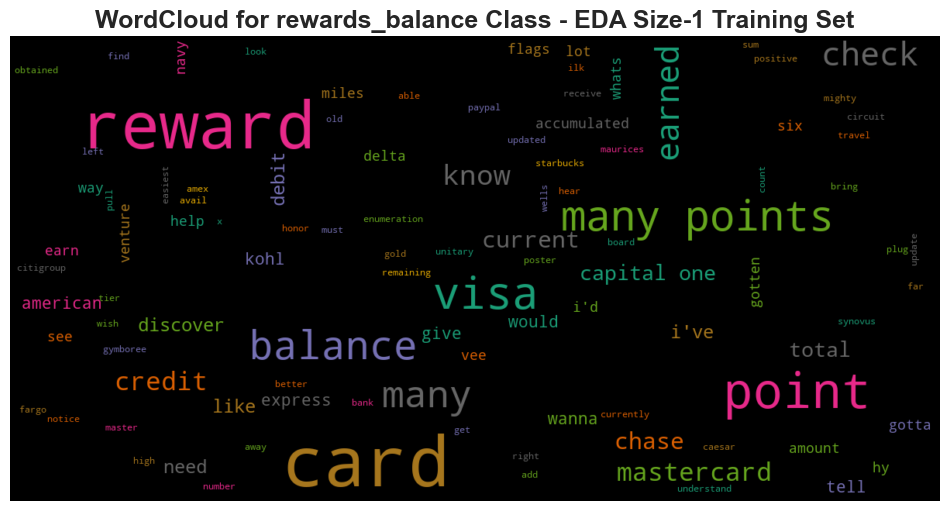 WordCloud for rewards_balance Class - EDA Size-1 Training Set
obtained
find
navy
look
flags
lot
ilk
whats
earned
sum
positive
check
reward
miles
able
old
paypal
receive
accumulated
updated
maurices
six
mighty
circuit
travel
left
way
pull
easiest
amex
avail
debit
delta
know
starbucks
wells
hear
count
bring
venture
help
x
honor
must
enumeration
many points
earn
citigroup
kohl
gold
remaining
unitary
current
poster
board
capital one
gotten
plug
update
far
american
tier
wish
discover
visa
give
would
i'd
i've
synovus
see
gymboree
balance
vee
total
credit
better
many
point
fargo
notice
master
like
express
bank
get
wanna
currently
chase
caesar
amount
gotta
high
need
away
number
card
right
add
mastercard
understand
hy
tell